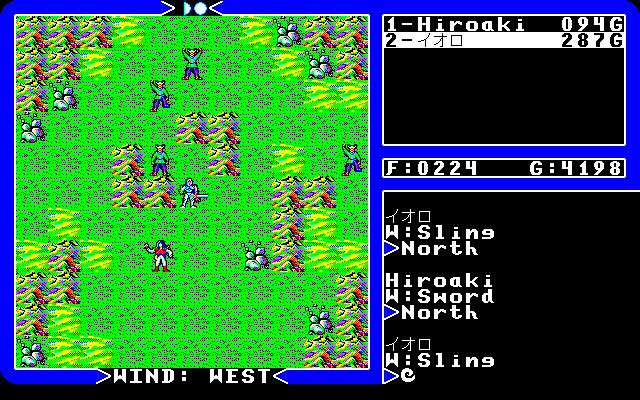 1-Hiroaki 094G
2-イオロ 287G
F:0224 G:4198
イオロ
W:Sling
North
Hiroaki
W:Sword
North
イオロ
W:Sling
WIND: WEST